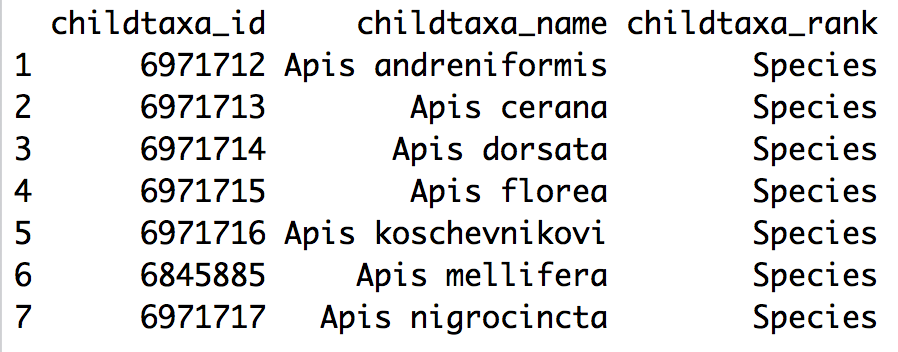 childtaxa_id childtaxa_name childtaxa_rank
1 6971712 Apis andreniformis Species
2 6971713 Apis cerana Species
3 6971714 Apis dorsata Species
4 6971715 Apis florea Species
5 6971716 Apis koschevnikovi Species
6 6845885 Apis mellifera Species
7 6971717 Apis nigrocincta Species